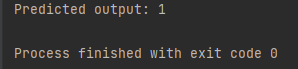 Predicted output: 1
Process finished with exit code 0